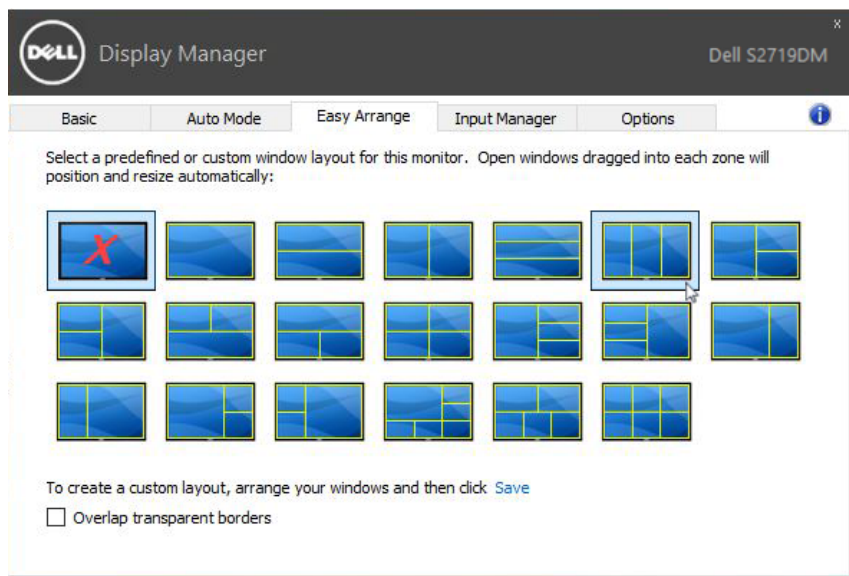 x
DELL Display Manager Dell S2719DM
Basic Auto Mode Easy Arrange Input Manager Options i
Select a predefined or custom window layout for this monitor. Open windows dragged into each zone will
position and resize automatically:
X
To create a custom layout, arrange your windows and then click Save
Overlap transparent borders